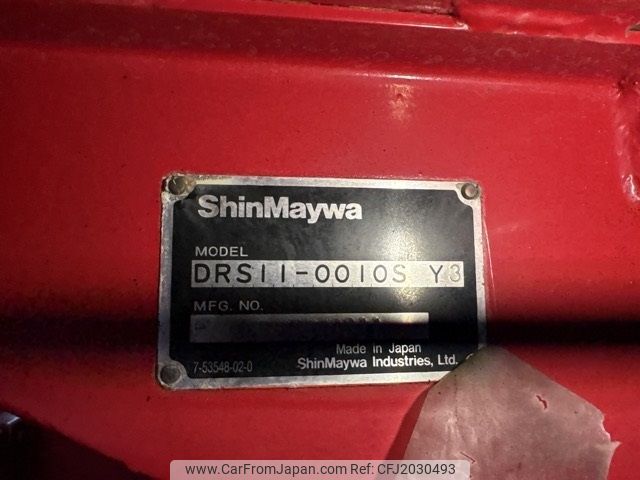 ShinMaywa
MODEL
DRS11-0010S Y3
MFG. NO.
Made in Japan
7-53548-02-0
ShinMaywa Industries, Ltd.
www.CarFromJapan.com | © CarFromJapan | CFJ2030493